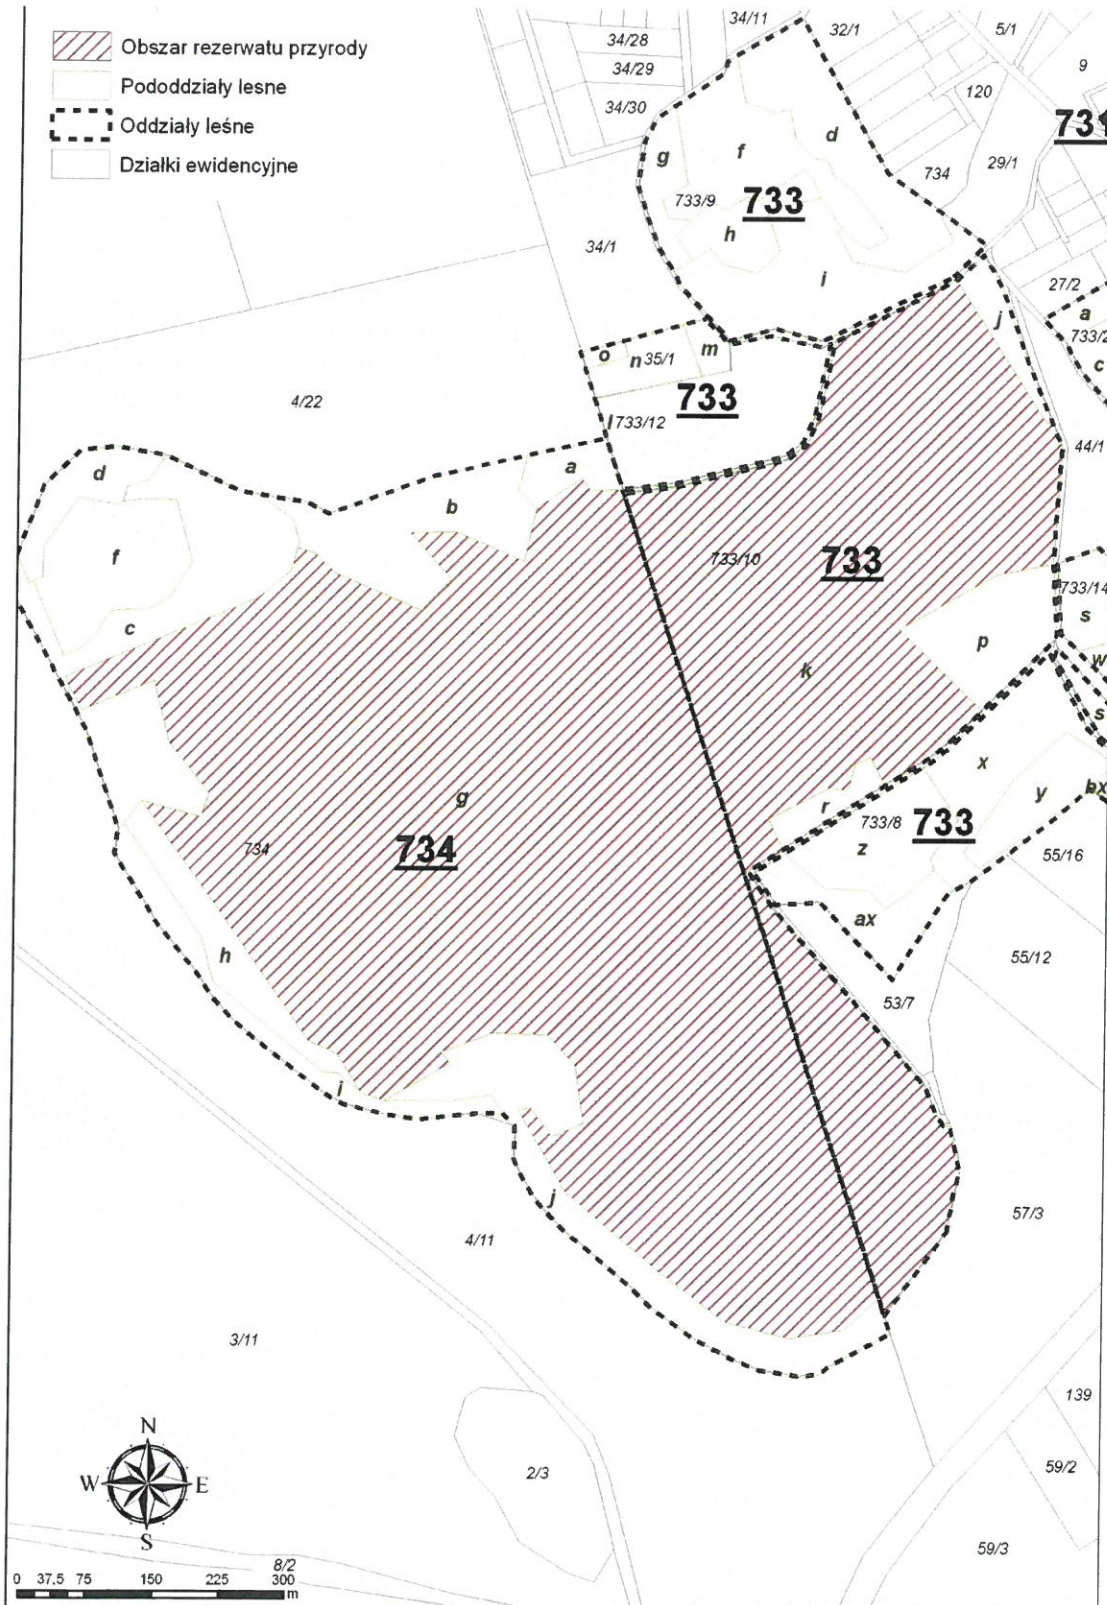 Obszar rezerwatu przyrody
Pododdziały lesne
Oddziały leśne
Działki ewidencyjne
34/11
32/1
5/1
34/28
34/29
9
34/30
120
d
g
f
734
29/1
733/9
733
h
34/1
i
27/2
j
a
733/2
c
o
n
35/1
m
733
733/12
l
4/22
44/1
d
a
b
f
733/10
733
733/14
s
c
p
w
k
s
x
y
bx
g
r
733/8
733
734
734
z
55/16
ax
h
55/12
53/7
i
j
57/3
4/11
3/11
139
N
W
E
S
2/3
59/2
59/3
8/2
0 37,5 75 150 225 300
m